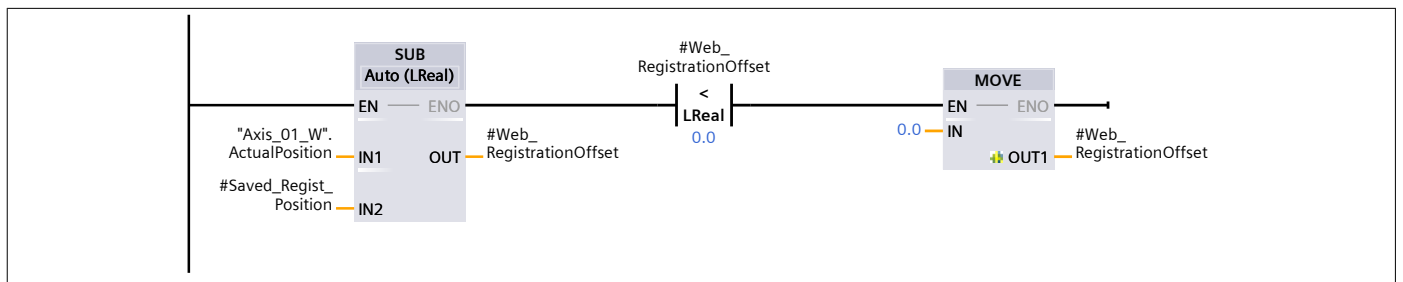 SUB
Auto (LReal)
EN
ENO
"Axis_01_W".
ActualPosition
IN1
OUT
#Web_
RegistrationOffset
#Saved_Regist_
Position
IN2
#Web_
RegistrationOffset
<
LReal
0.0
MOVE
EN
ENO
0.0
IN
OUT1
#Web_
RegistrationOffset